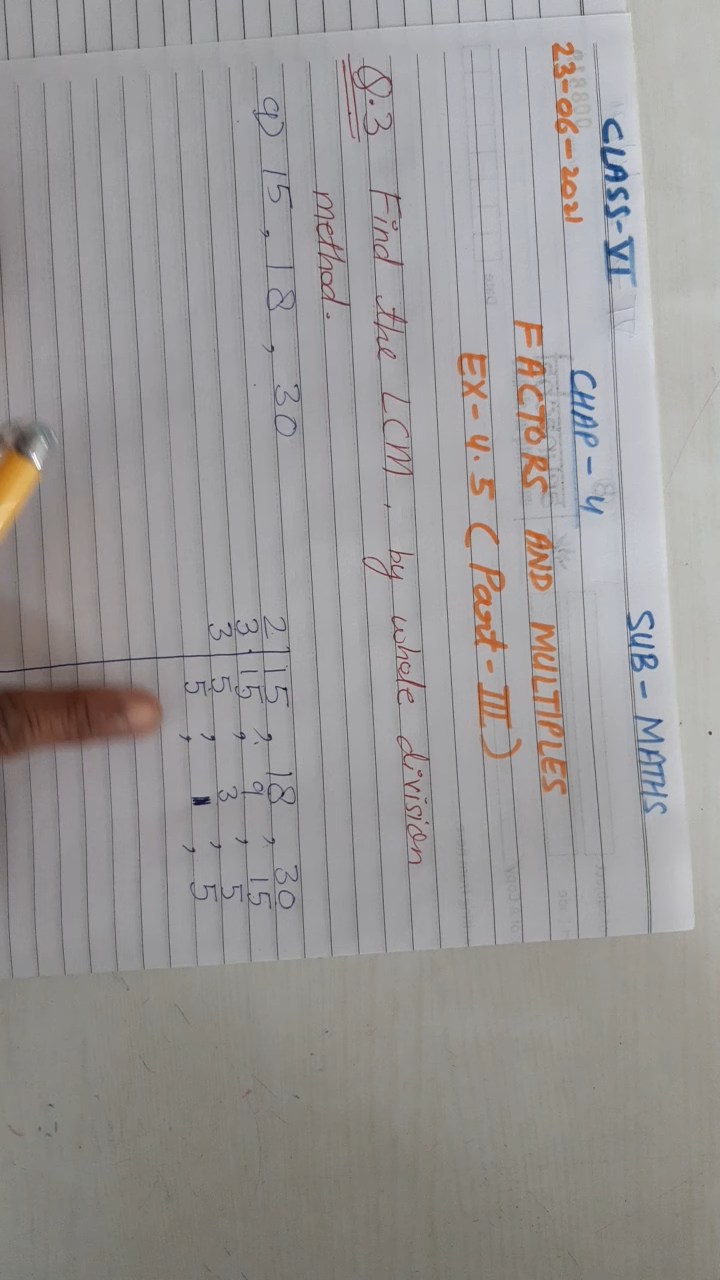 CLASS-VI CHAP-4 SUB-MATHS
23-06-2021
FACTORS AND MULTIPLES
EX-4.5 (Part-III)
Q.3 Find the LCM, by whole division
method.
a) 15, 18, 30
2 | 15, 18, 30
3 | 15, 9, 15
3 | 5, 3, 5
5, 1, 5